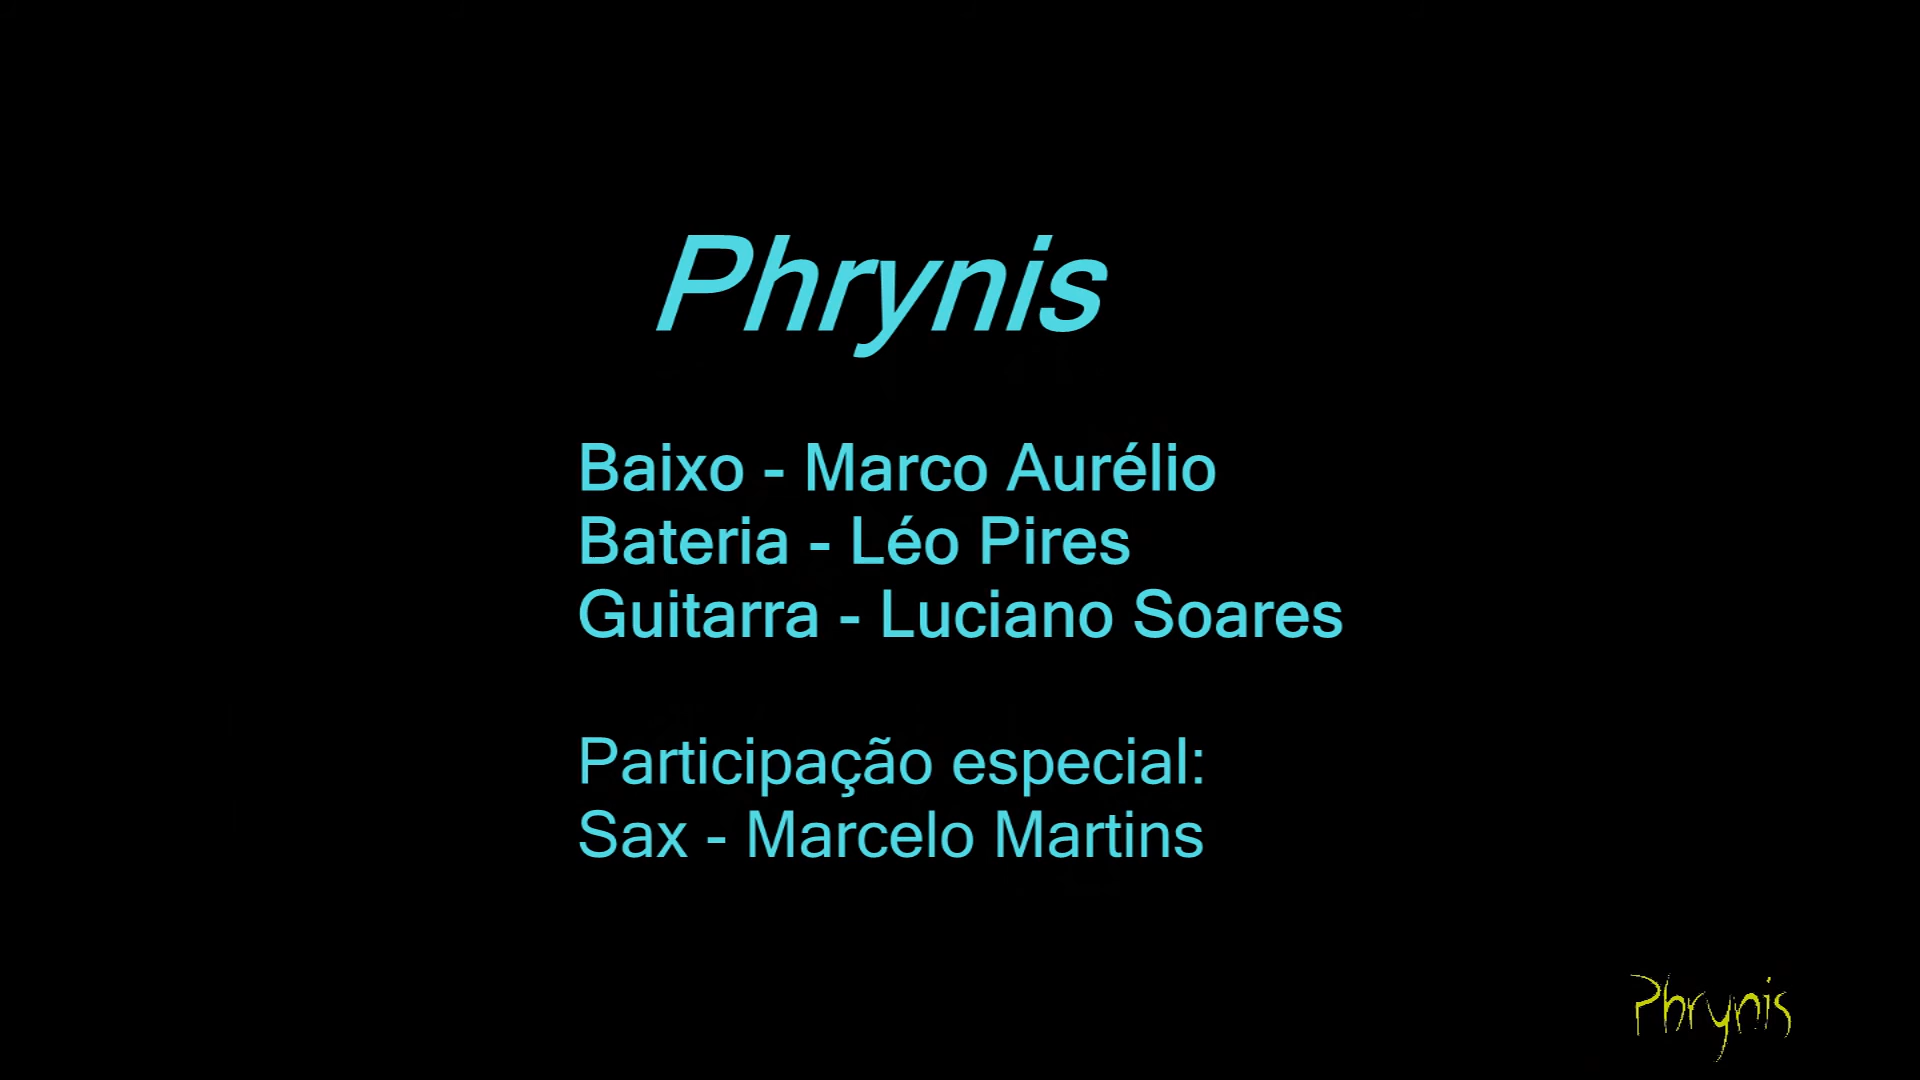 Phrynis
Baixo - Marco Aurélio
Bateria - Léo Pires
Guitarra - Luciano Soares
Participação especial:
Sax - Marcelo Martins
Phrynis